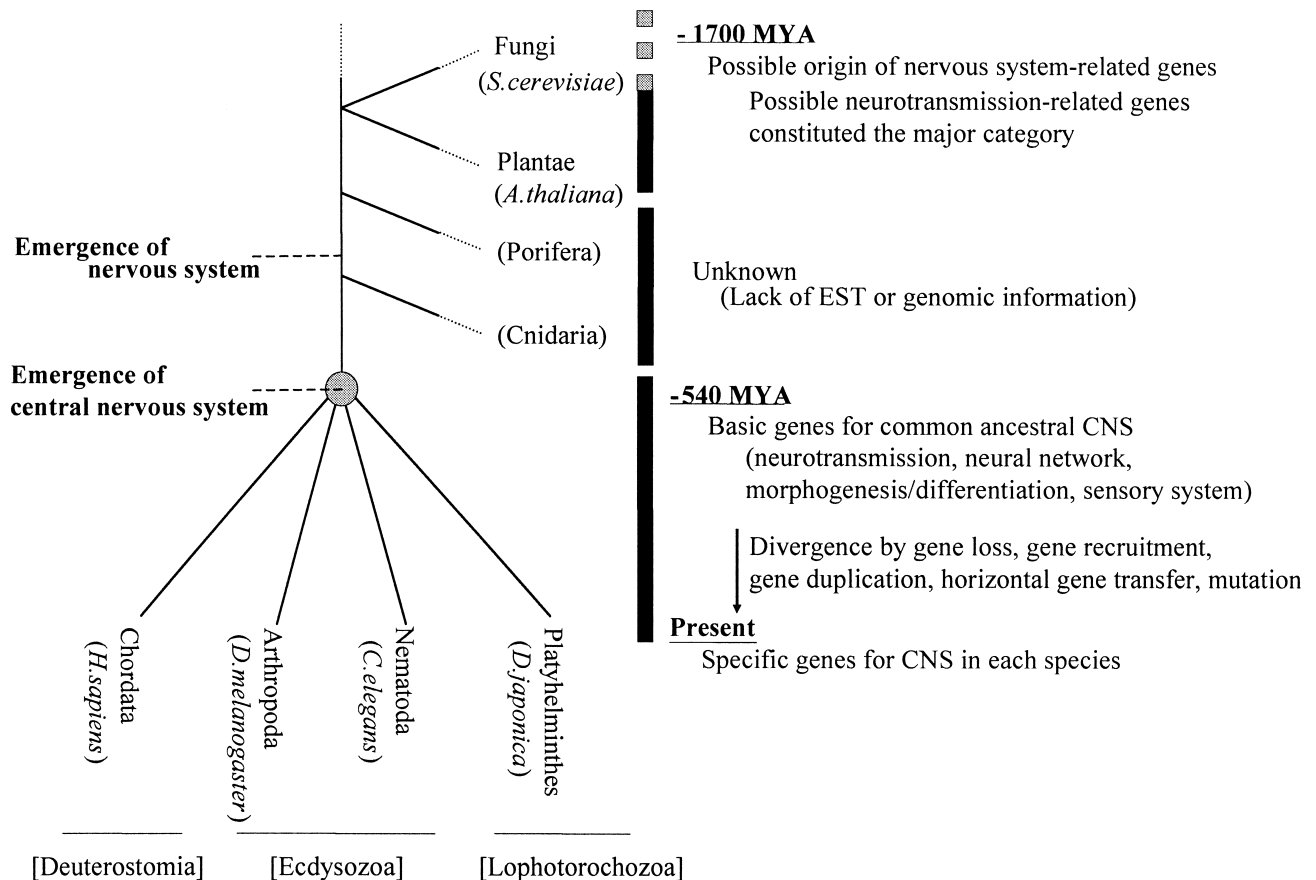 Fungi
(S.cerevisiae)
Plantae
(A.thaliana)
(Porifera)
(Cnidaria)
Emergence of
nervous system
Emergence of
central nervous system
- 1700 MYA
Possible origin of nervous system-related genes
Possible neurotransmission-related genes
constituted the major category
Unknown
(Lack of EST or genomic information)
-540 MYA
Basic genes for common ancestral CNS
(neurotransmission, neural network,
morphogenesis/differentiation, sensory system)
Divergence by gene loss, gene recruitment,
gene duplication, horizontal gene transfer, mutation
Present
Specific genes for CNS in each species
Chordata
(H.sapiens)
Arthropoda
(D.melanogaster)
Nematoda
(C.elegans)
Platyhelminthes
(D.japonica)
[Deuterostomia]
[Ecdysozoa]
[Lophotorochozoa]